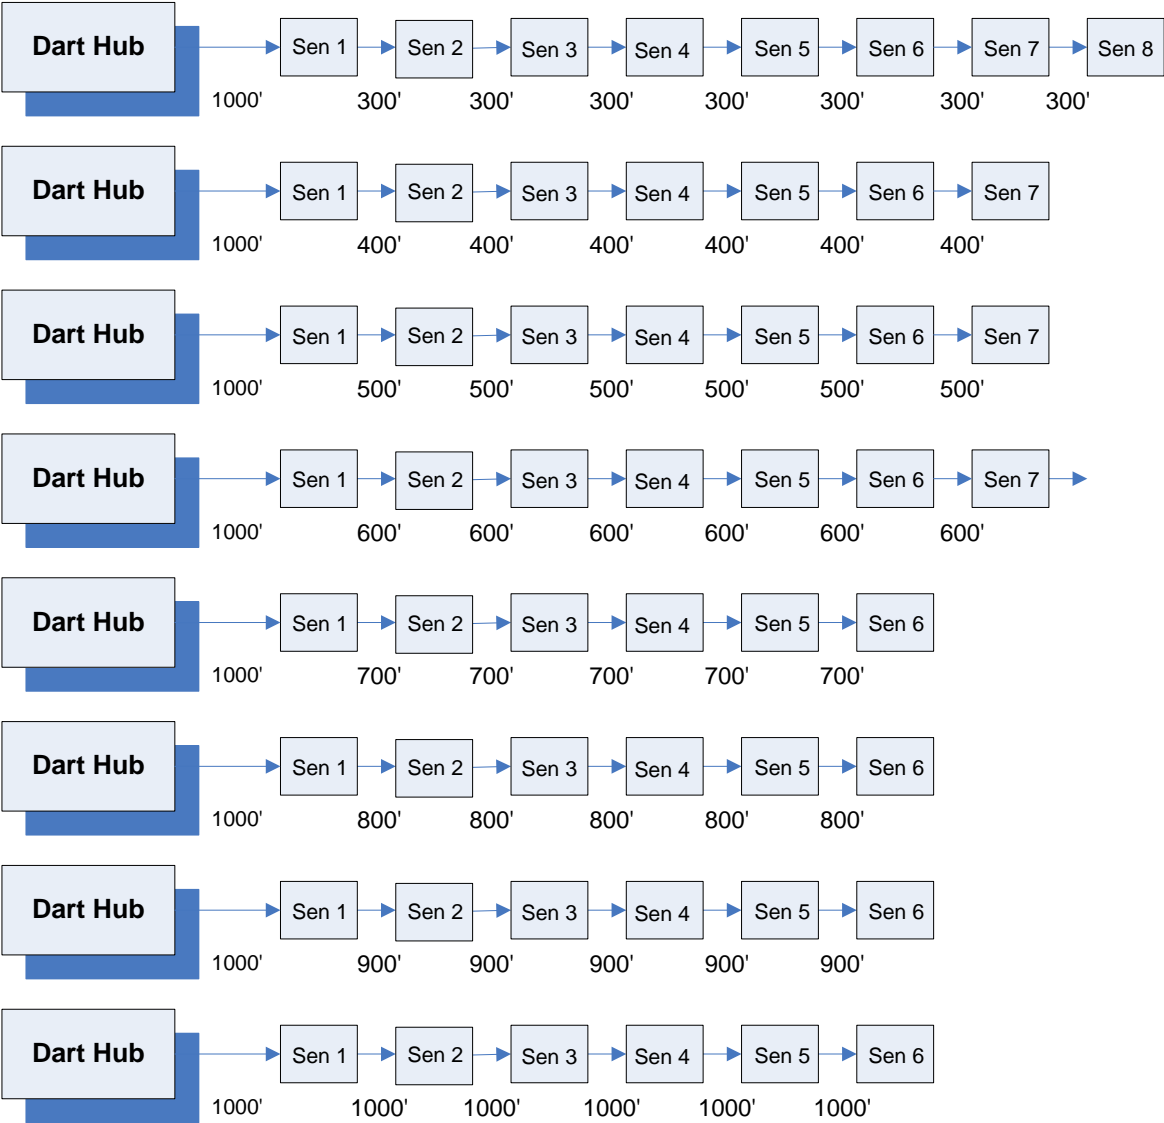 Dart Hub Sen 1 Sen 2 Sen 3 Sen 4 Sen 5 Sen 6 Sen 7 Sen 8
1000' 300' 300' 300' 300' 300' 300' 300'
Dart Hub Sen 1 Sen 2 Sen 3 Sen 4 Sen 5 Sen 6 Sen 7
1000' 400' 400' 400' 400' 400' 400'
Dart Hub Sen 1 Sen 2 Sen 3 Sen 4 Sen 5 Sen 6 Sen 7
1000' 500' 500' 500' 500' 500' 500'
Dart Hub Sen 1 Sen 2 Sen 3 Sen 4 Sen 5 Sen 6 Sen 7
1000' 600' 600' 600' 600' 600' 600'
Dart Hub Sen 1 Sen 2 Sen 3 Sen 4 Sen 5 Sen 6
1000' 700' 700' 700' 700' 700'
Dart Hub Sen 1 Sen 2 Sen 3 Sen 4 Sen 5 Sen 6
1000' 800' 800' 800' 800' 800'
Dart Hub Sen 1 Sen 2 Sen 3 Sen 4 Sen 5 Sen 6
1000' 900' 900' 900' 900' 900'
Dart Hub Sen 1 Sen 2 Sen 3 Sen 4 Sen 5 Sen 6
1000' 1000' 1000' 1000' 1000' 1000'